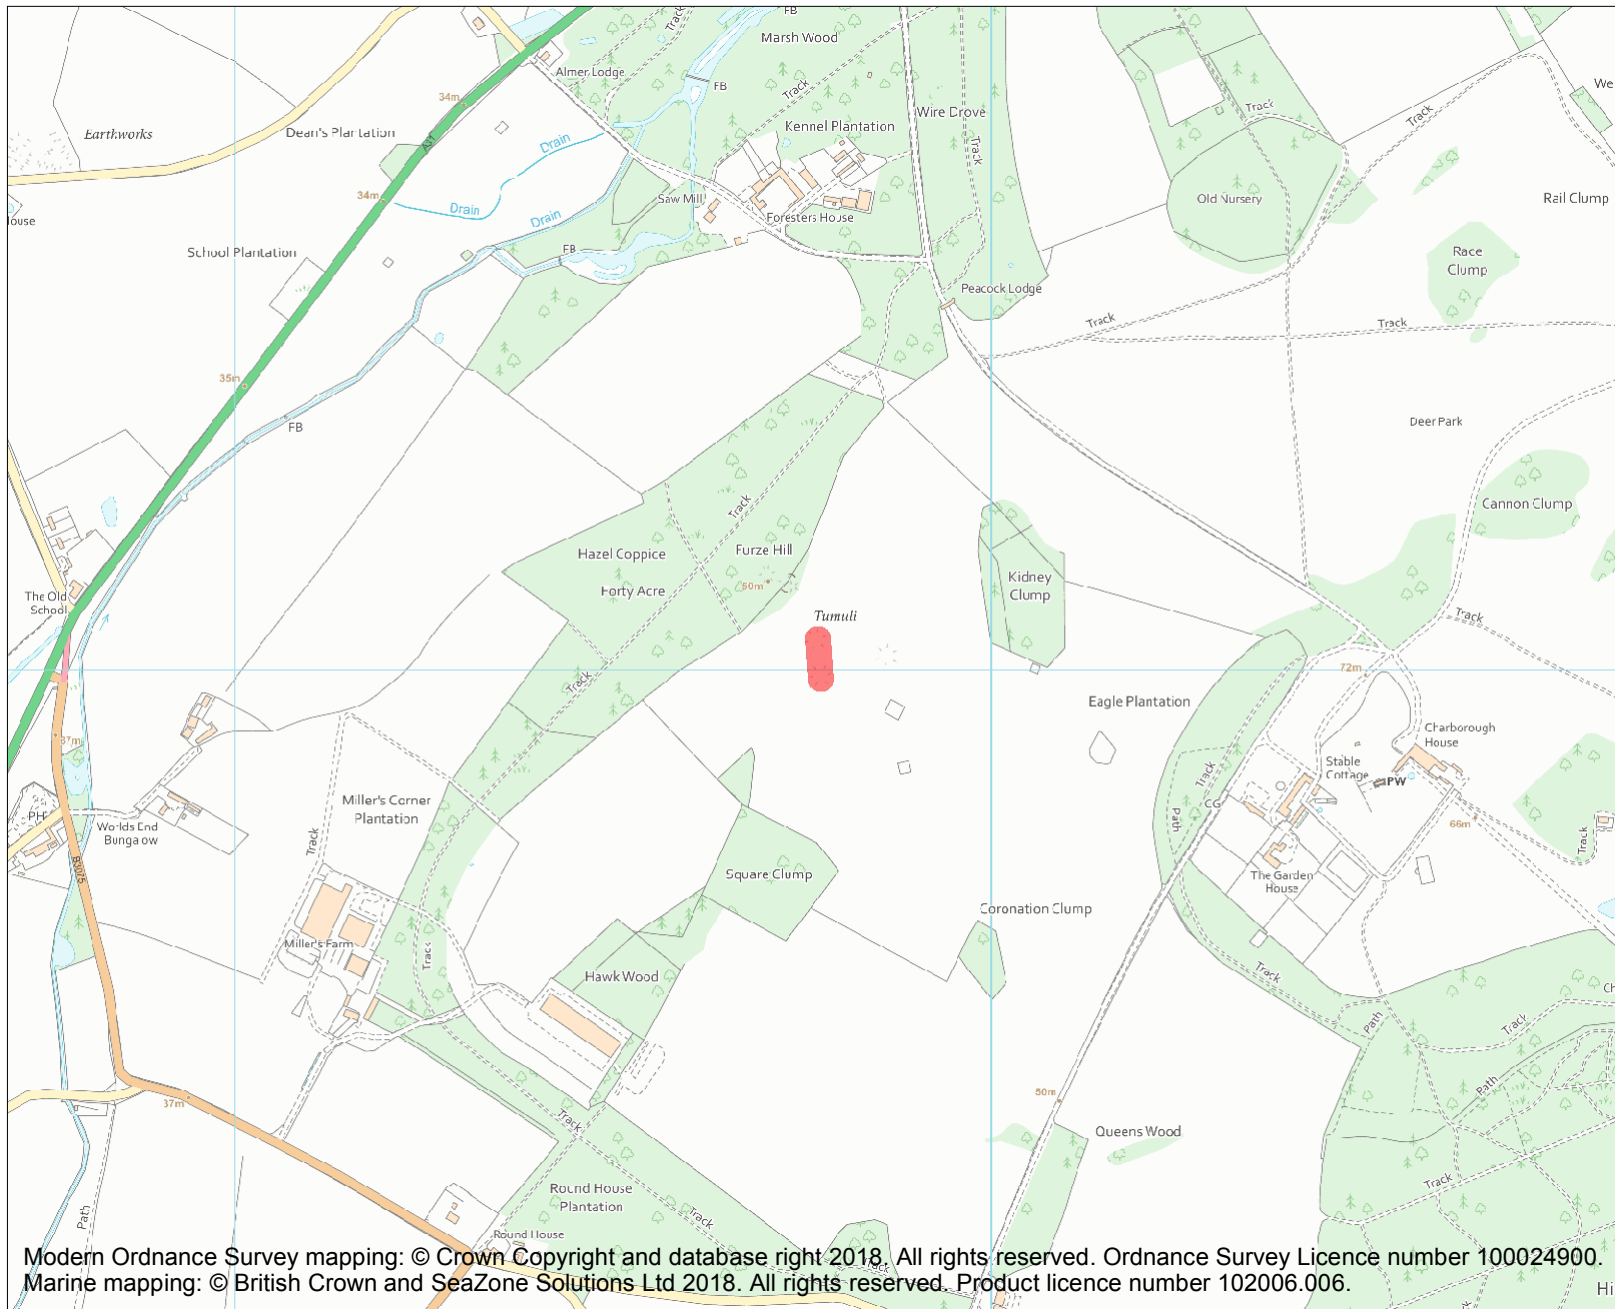 FB
Marsh Wood
Track
Almer Lodge
FB
Track
We
34m
Earthworks
Dean's Plantation
A31
Drain
Kennel Plantation
Wire Drove
Track
Track
Track
34m
Drain
Drain
Saw Mill
Foresters House
Old Nursery
Rail Clump
School Plantation
FB
Race
Clump
Peacock Lodge
Track
Track
35m
FB
Deer Park
Track
Cannon Clump
Hazel Coppice
Furze Hill
50m
Forty Acre
Kidney
Clump
The Old
School
Tumuli
Track
Track
72m
Eagle Plantation
Charborough
House
37m
Stable
Cottage
PW
Track
Path
CG
66m
Track
PH
Worlds End
Bungalow
Miller's Corner
Plantation
Track
B3075
Square Clump
The Garden
House
Coronation Clump
Miller's Farm
Track
Hawk Wood
Track
Ch
Path
Track
Path
37m
50m
Track
Queens Wood
Track
Path
Round House
Plantation
Track
Round House
Track
Hi
Modern Ordnance Survey mapping: © Crown Copyright and database right 2018. All rights reserved. Ordnance Survey Licence number 100024900.
Marine mapping: © British Crown and SeaZone Solutions Ltd 2018. All rights reserved. Product licence number 102006.006.